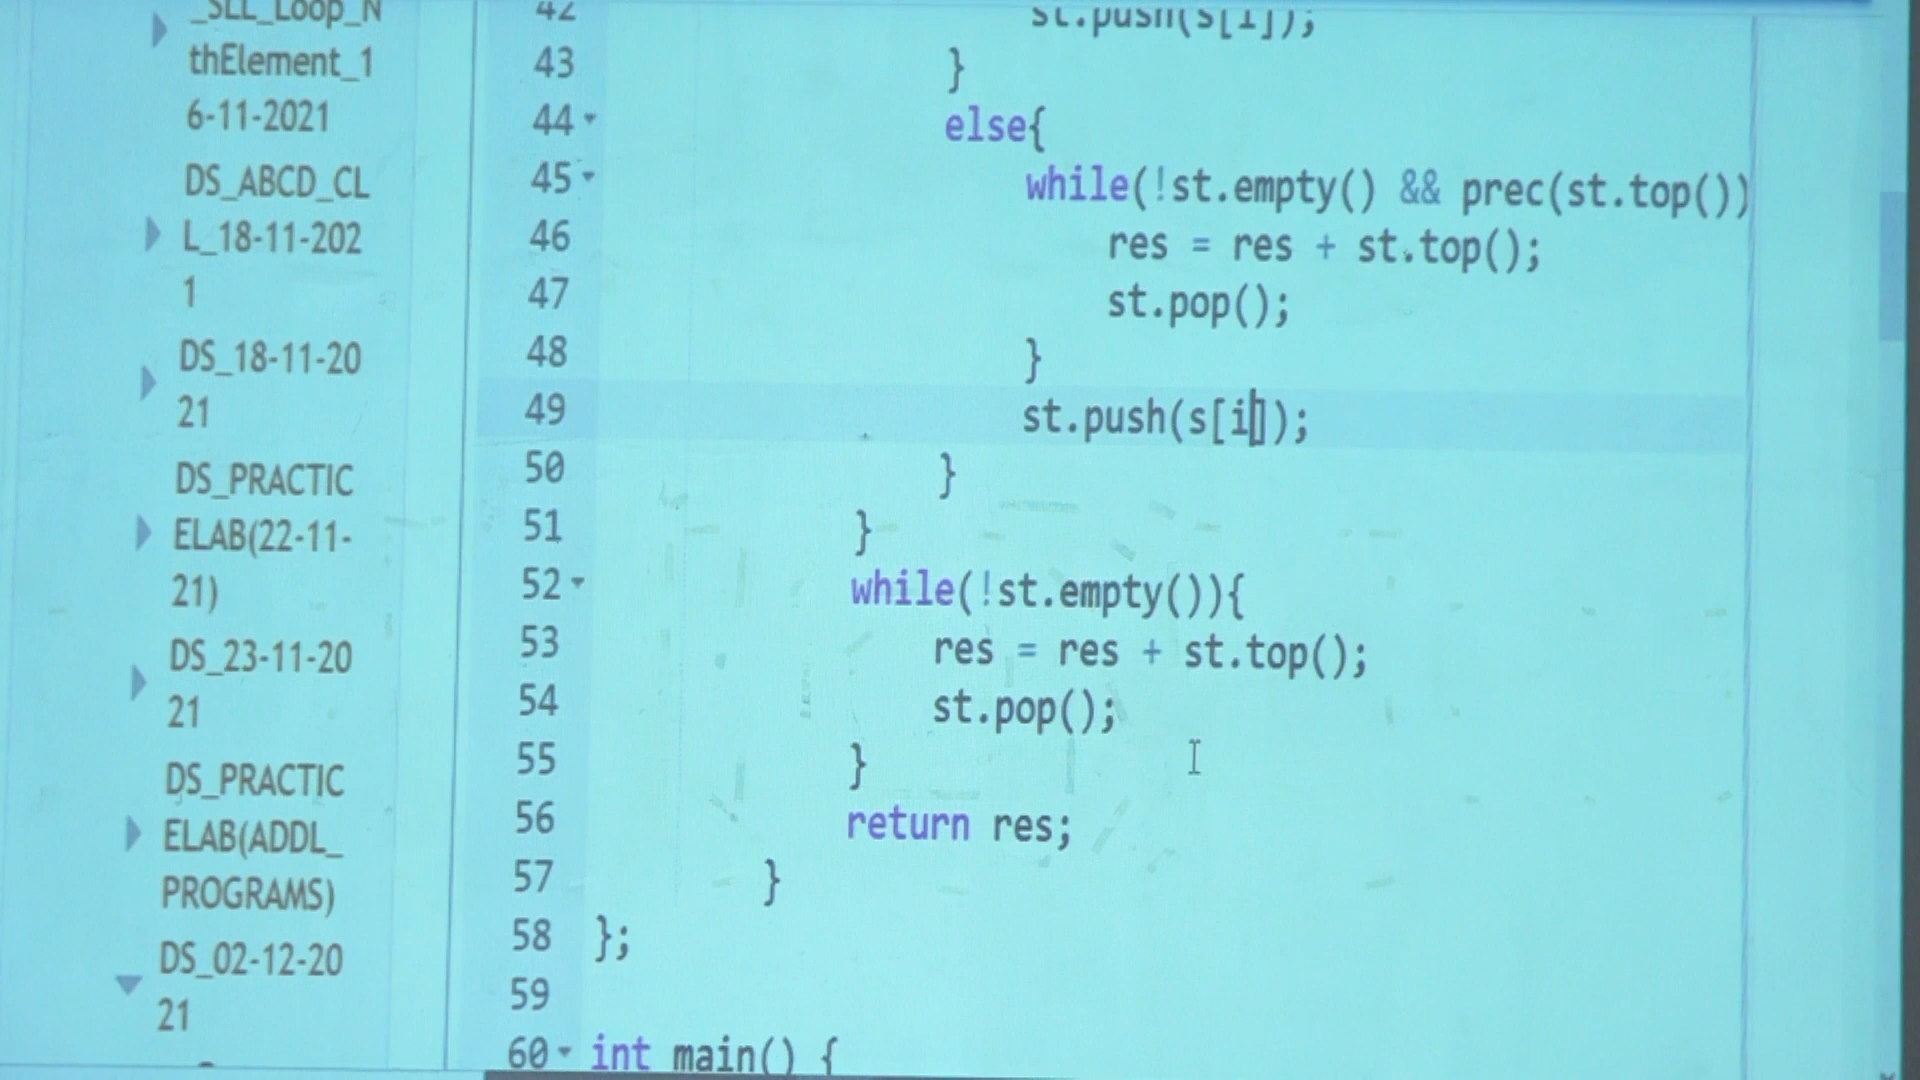 _SLL_Loop_N
thElement_1
6-11-2021
DS_ABCD_CL
L_18-11-202
1
DS_18-11-20
21
DS_PRACTIC
ELAB(22-11-
21)
DS_23-11-20
21
DS_PRACTIC
ELAB(ADDL_
PROGRAMS)
DS_02-12-20
21
42 st.push(s[i]);
43 }
44 else{
45 while(!st.empty() && prec(st.top())
46 res = res + st.top();
47 st.pop();
48 }
49 st.push(s[i]);
50 }
51 }
52 while(!st.empty()){
53 res = res + st.top();
54 st.pop();
55 }
56 return res;
57 }
58 };
59
60 int main() {